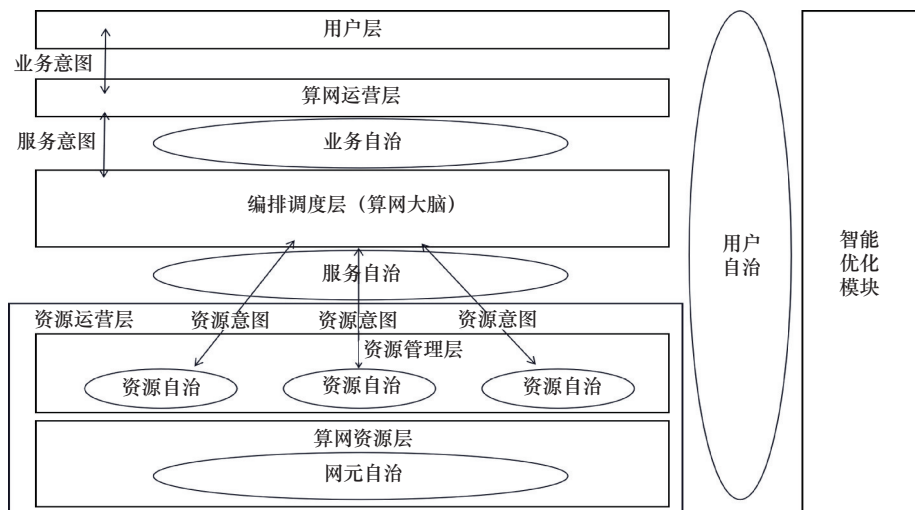 用户层
业务意图
算网运营层
服务意图
业务自治
编排调度层（算网大脑）
服务自治
资源运营层
资源意图
资源意图
资源意图
资源管理层
资源自治
资源自治
资源自治
算网资源层
网元自治
用户
自治
智能
优化
模块